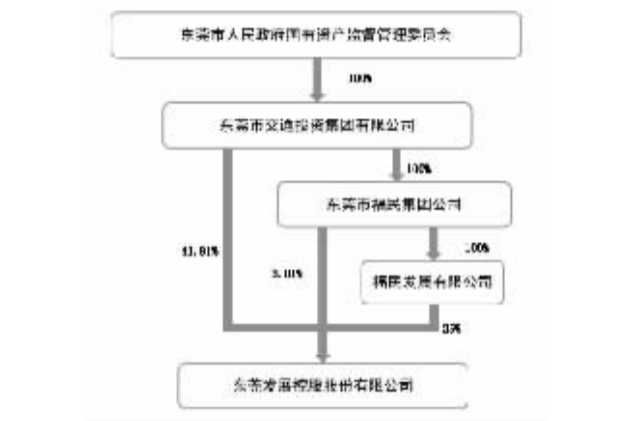 东莞市人民政府国有资产监督管理委员会
100%
东莞市交通投资集团有限公司
100%
东莞市福民集团公司
100%
福民发展有限公司
25%
东莞发展控股股份有限公司